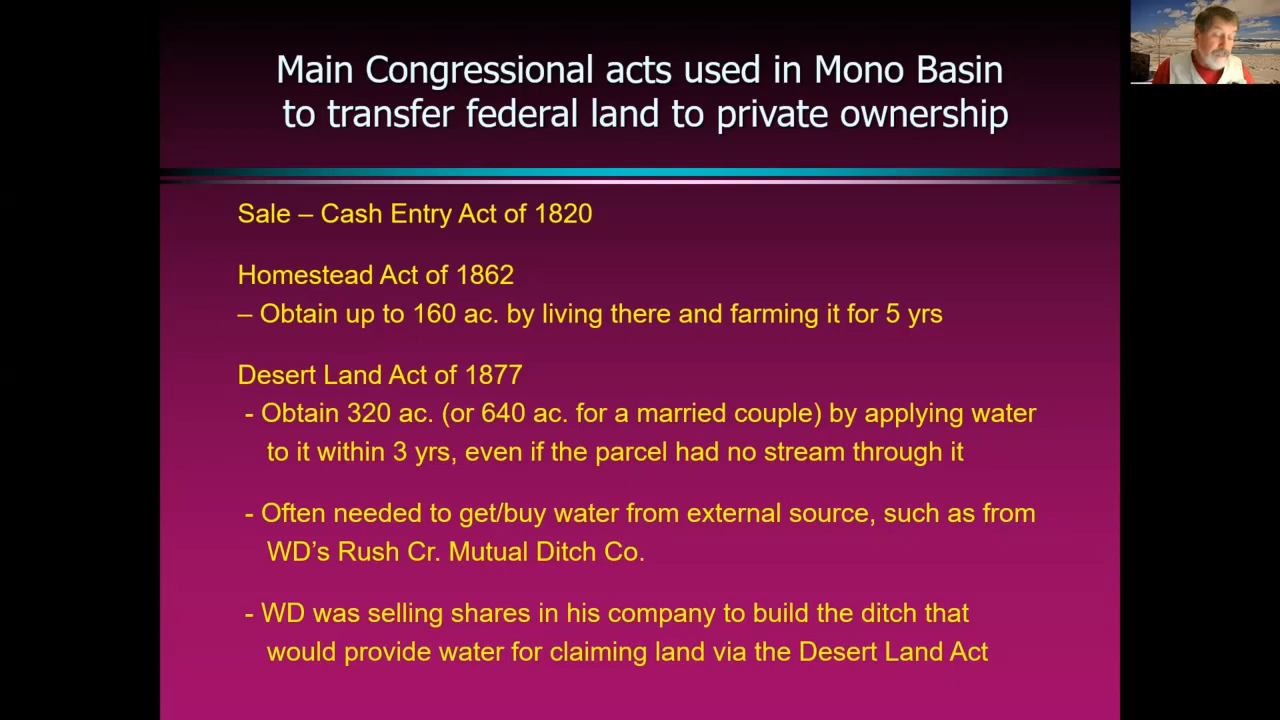 Main Congressional acts used in Mono Basin
to transfer federal land to private ownership
Sale – Cash Entry Act of 1820
Homestead Act of 1862
– Obtain up to 160 ac. by living there and farming it for 5 yrs
Desert Land Act of 1877
- Obtain 320 ac. (or 640 ac. for a married couple) by applying water
to it within 3 yrs, even if the parcel had no stream through it
- Often needed to get/buy water from external source, such as from
WD’s Rush Cr. Mutual Ditch Co.
- WD was selling shares in his company to build the ditch that
would provide water for claiming land via the Desert Land Act